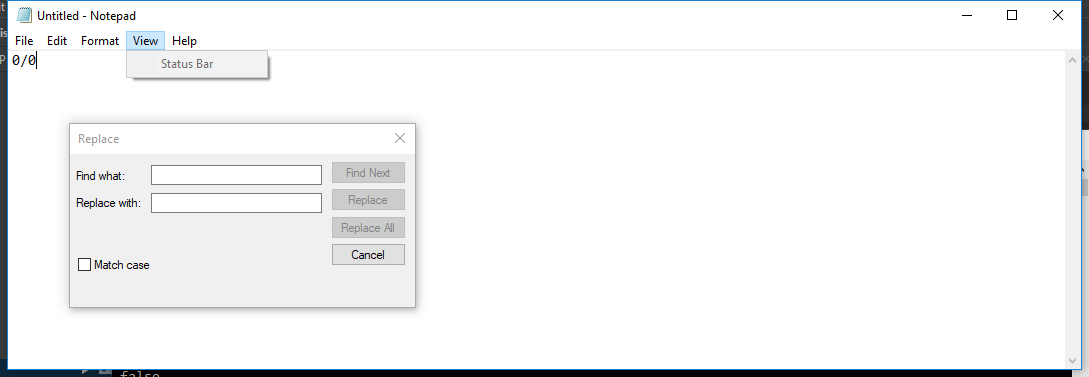 Untitled - Notepad
File Edit Format View Help
0/0
Status Bar
Replace
Find what:
Find Next
Replace with:
Replace
Replace All
Cancel
Match case
false